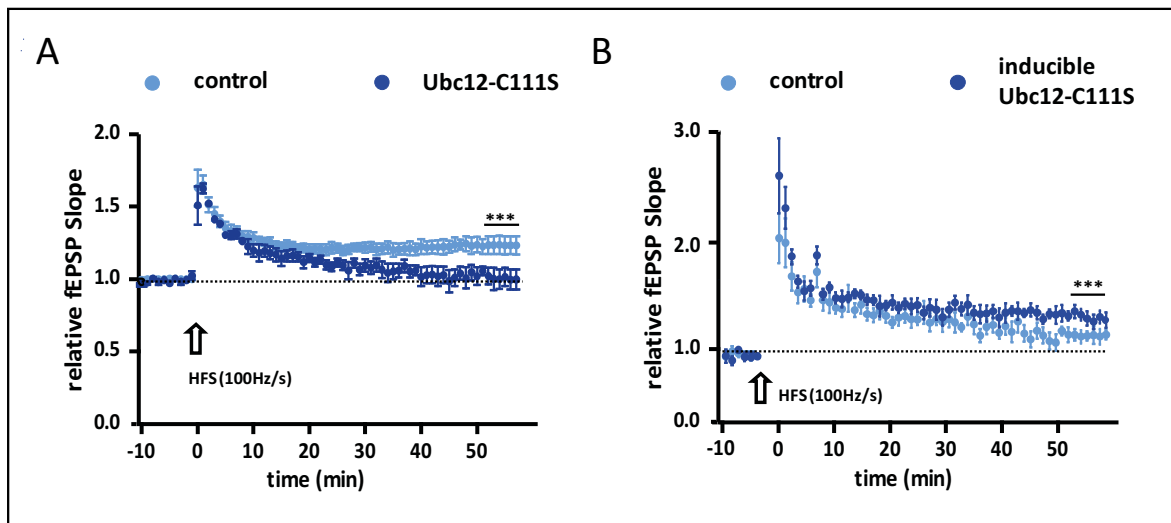 A
control
Ubc12-C111S
relative fEPSP Slope
2.0
1.5
1.0
0.5
0.0
***
HFS (100Hz/s)
-10 0 10 20 30 40 50
time (min)
B
control
inducible
Ubc12-C111S
relative fEPSP Slope
3.0
2.0
1.0
0.0
***
HFS (100Hz/s)
-10 0 10 20 30 40 50
time (min)